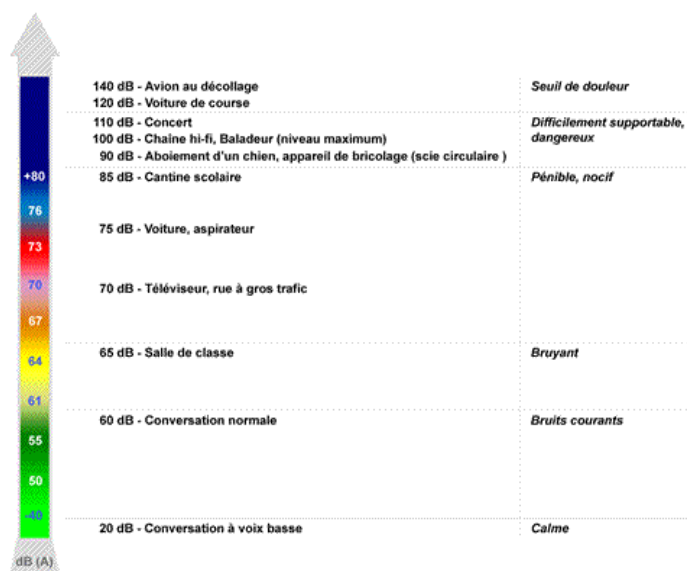 140 dB - Avion au décollage
Seuil de douleur
120 dB - Voiture de course
110 dB - Concert
Difficilement supportable,
dangereux
100 dB - Chaîne hi-fi, Baladeur (niveau maximum)
90 dB - Aboiement d'un chien, appareil de bricolage (scie circulaire )
+80
85 dB - Cantine scolaire
Pénible, nocif
76
75 dB - Voiture, aspirateur
73
70
70 dB - Téléviseur, rue à gros trafic
67
65 dB - Salle de classe
Bruyant
64
61
60 dB - Conversation normale
Bruits courants
55
50
-40
20 dB - Conversation à voix basse
Calme
dB (A)